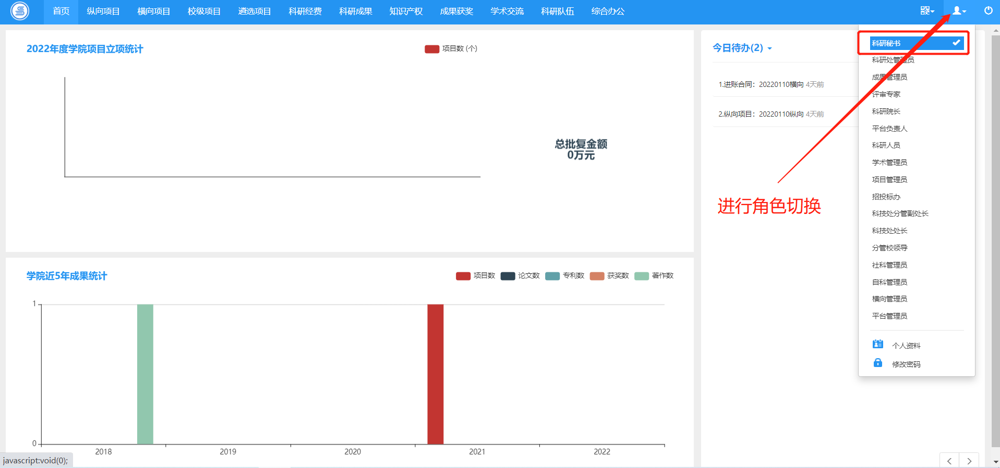 首页 纵向项目 横向项目 校级项目 遴选项目 科研经费 科研成果 知识产权 成果获奖 学术交流 科研队伍 综合办公
2022年度学院项目立项统计
项目数 (个)
总批复金额
0万元
今日待办(2)
1.进账合同：20220110横向 4天前
2.纵向项目：20220110纵向 4天前
进行角色切换
科研秘书
科研处管理员
成果管理员
评审专家
科研院长
平台负责人
科研人员
学术管理员
项目管理员
招投标办
科技处分管副处长
科技处处长
分管校领导
社科管理员
自科管理员
横向管理员
平台管理员
个人资料
修改密码
学院近5年成果统计
项目数 论文数 专利数 获奖数 著作数
1
0
2018 2019 2020 2021 2022
javascript:void(0);